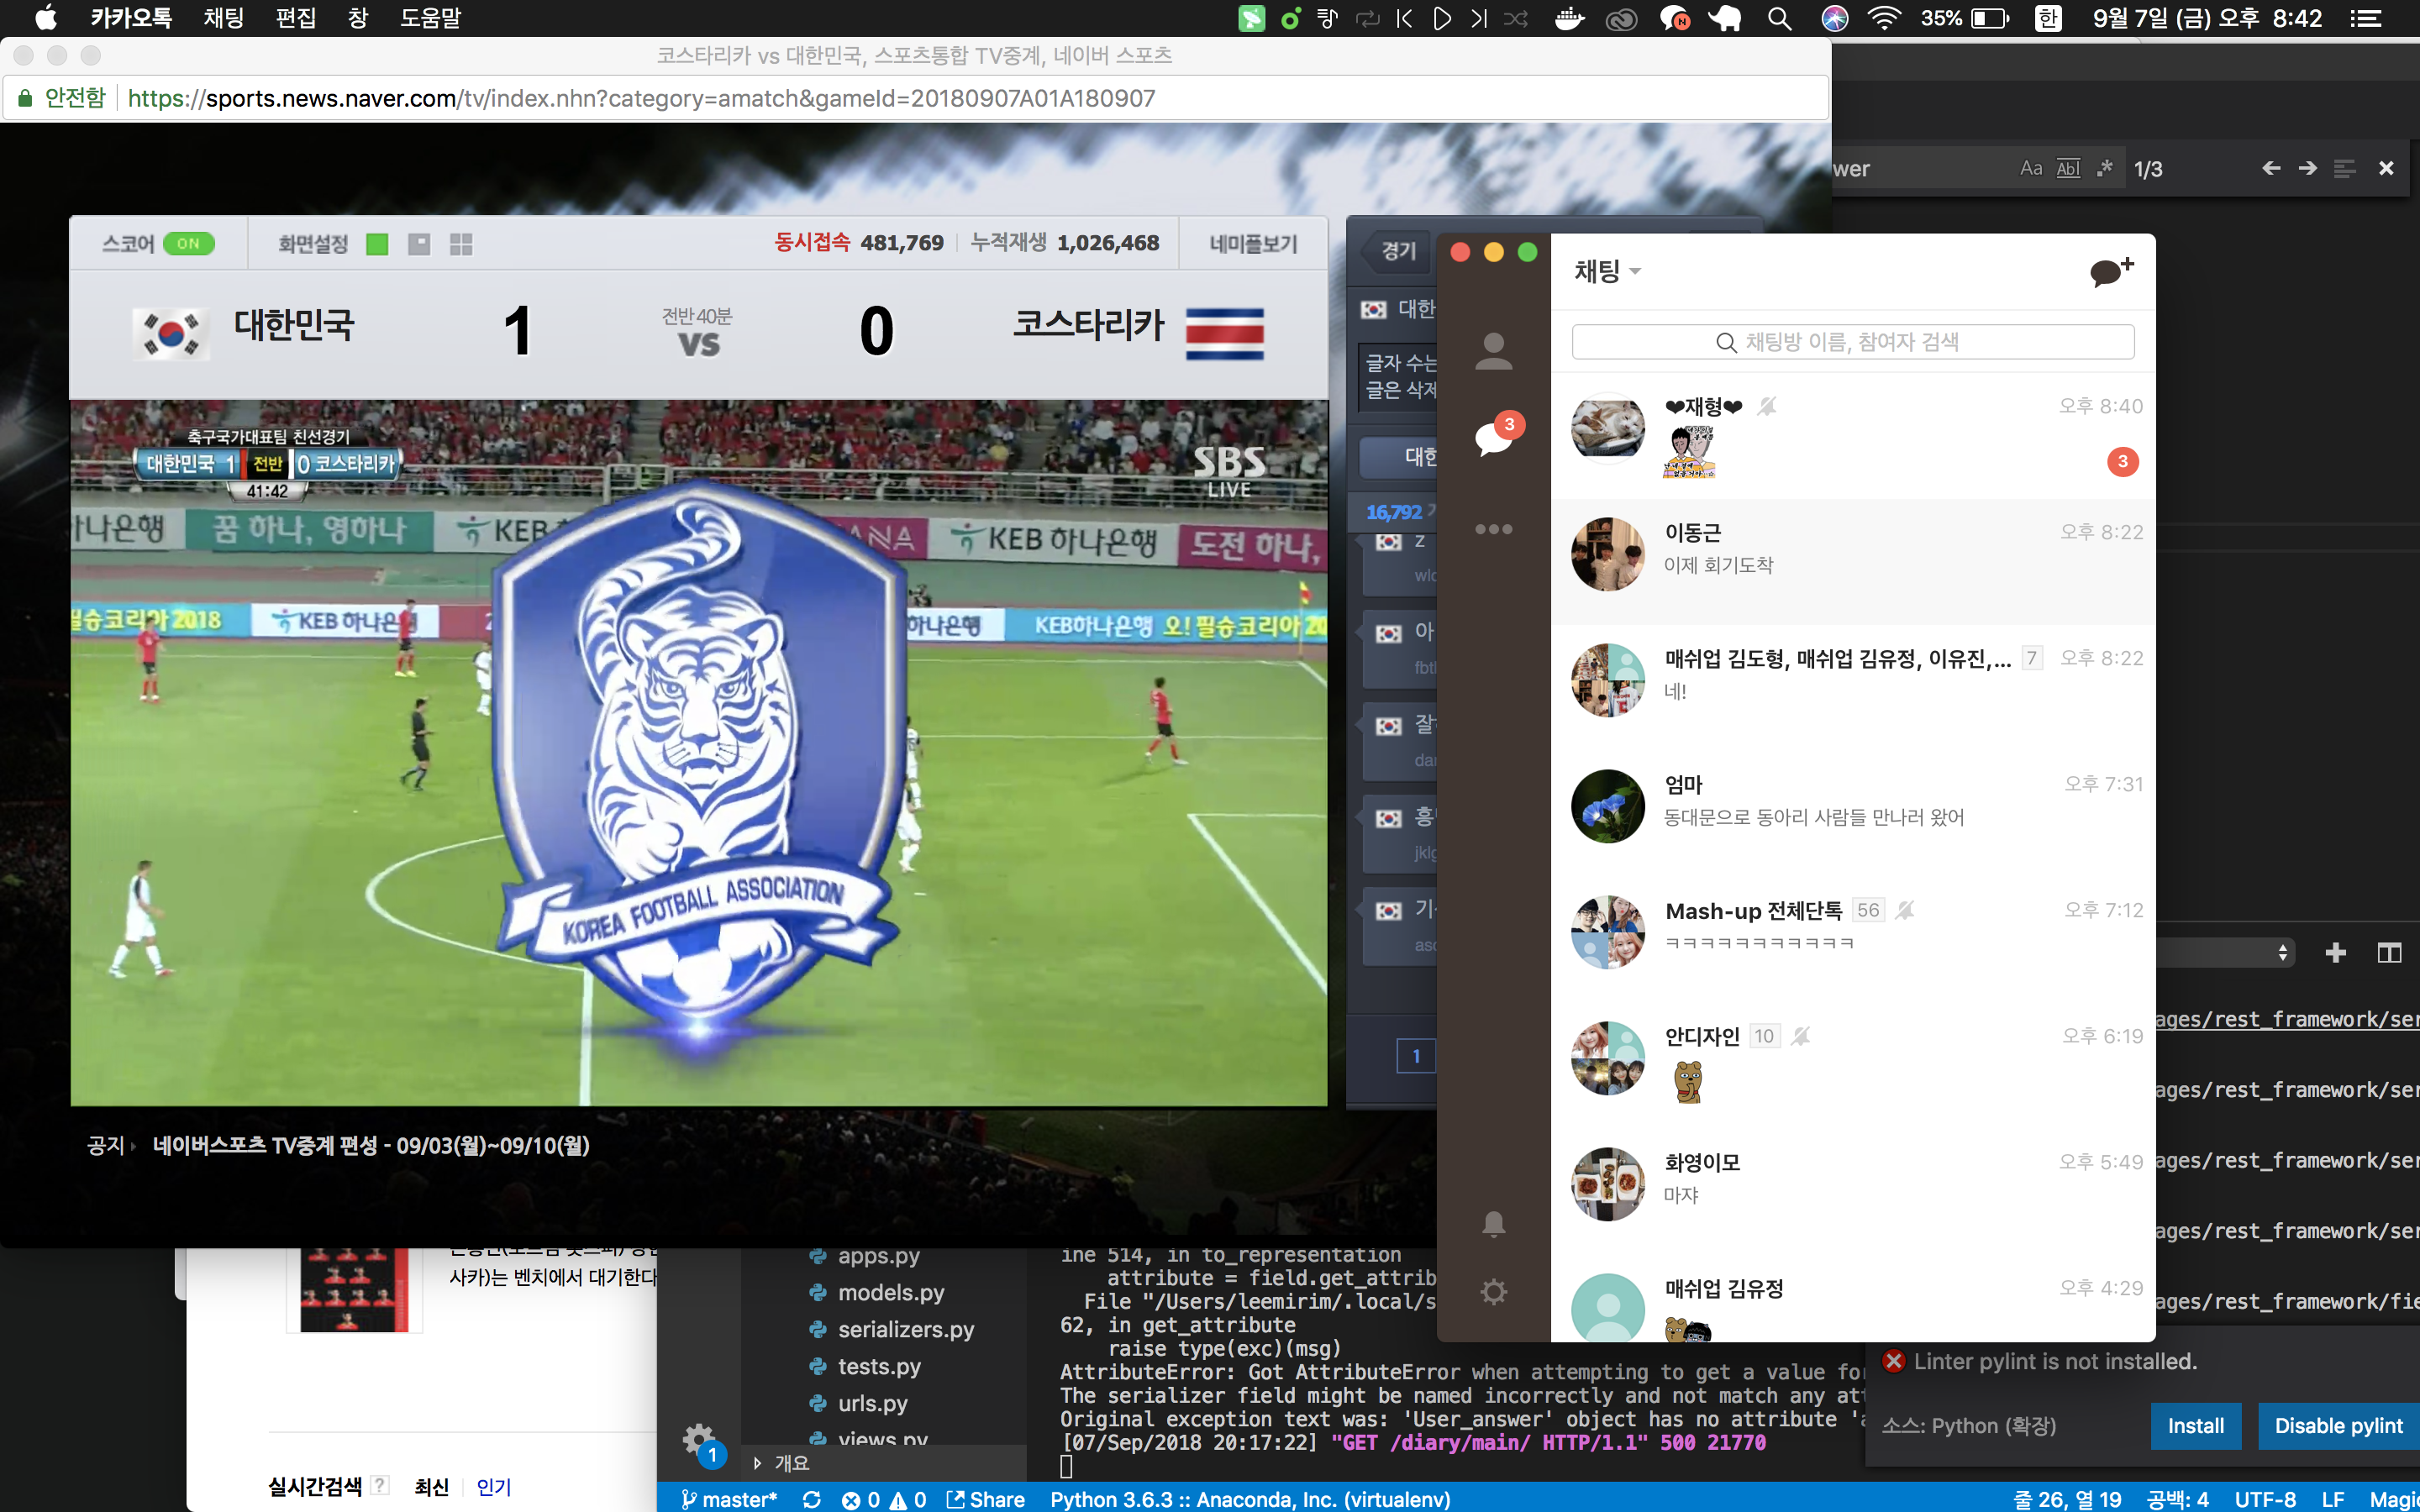 카카오톡 채팅 편집 창 도움말
35% 한 9월 7일 (금) 오후 8:42
코스타리카 vs 대한민국, 스포츠통합 TV중계, 네이버 스포츠
안전함 https://sports.news.naver.com/tv/index.nhn?category=amatch&gameId=20180907A01A180907
스코어 ON 화면설정 동시접속 481,769 누적재생 1,026,468 네미플보기
대한민국 1 전반 40분 VS 0 코스타리카
축구국가대표팀 친선경기
대한민국 1 전반 0 코스타리카
41:42
SBS
LIVE
하나은행 꿈 하나, 영하나 KEB KEB 하나은행 도전 하나,
필승코리아 2018 KEB 하나은행 하나은행 KEB하나은행 오! 필승코리아 20
KOREA FOOTBALL ASSOCIATION
공지 네이버스포츠 TV중계 편성 - 09/03(월)~09/10(월)
경기
대한
글자 수는
글은 삭제
대한
16,792
z
wld
아
잘
dar
흥
jklg
기
asd
1
채팅
채팅방 이름, 참여자 검색
3
❤재형❤ 오후 8:40
3
이동근 오후 8:22
이제 회기도착
매쉬업 김도형, 매쉬업 김유정, 이유진,... 7 오후 8:22
네!
엄마 오후 7:31
동대문으로 동아리 사람들 만나러 왔어
Mash-up 전체단톡 56 오후 7:12
ㅋㅋㅋㅋㅋㅋㅋㅋㅋㅋㅋ
안디자인 10 오후 6:19
화영이모 오후 5:49
마쟈
매쉬업 김유정 오후 4:29
wer Aa Abl .* 1/3
ages/rest_framework/ser
ages/rest_framework/ser
ages/rest_framework/ser
ages/rest_framework/ser
ages/rest_framework/fie
사카)는 벤치에서 대기한다
실시간검색 ? 최신 인기
apps.py
models.py
serializers.py
tests.py
urls.py
views.py
개요
1
ine 514, in to_representation
attribute = field.get_attrib
File "/Users/leemirim/.local/s
62, in get_attribute
raise type(exc)(msg)
AttributeError: Got AttributeError when attempting to get a value fo
The serializer field might be named incorrectly and not match any at
Original exception text was: 'User_answer' object has no attribute 'a
[07/Sep/2018 20:17:22] "GET /diary/main/ HTTP/1.1" 500 21770
Linter pylint is not installed.
소스: Python (확장) Install Disable pylint
master* 0 0 Share Python 3.6.3 :: Anaconda, Inc. (virtualenv) 줄 26, 열 19 공백: 4 UTF-8 LF Magic